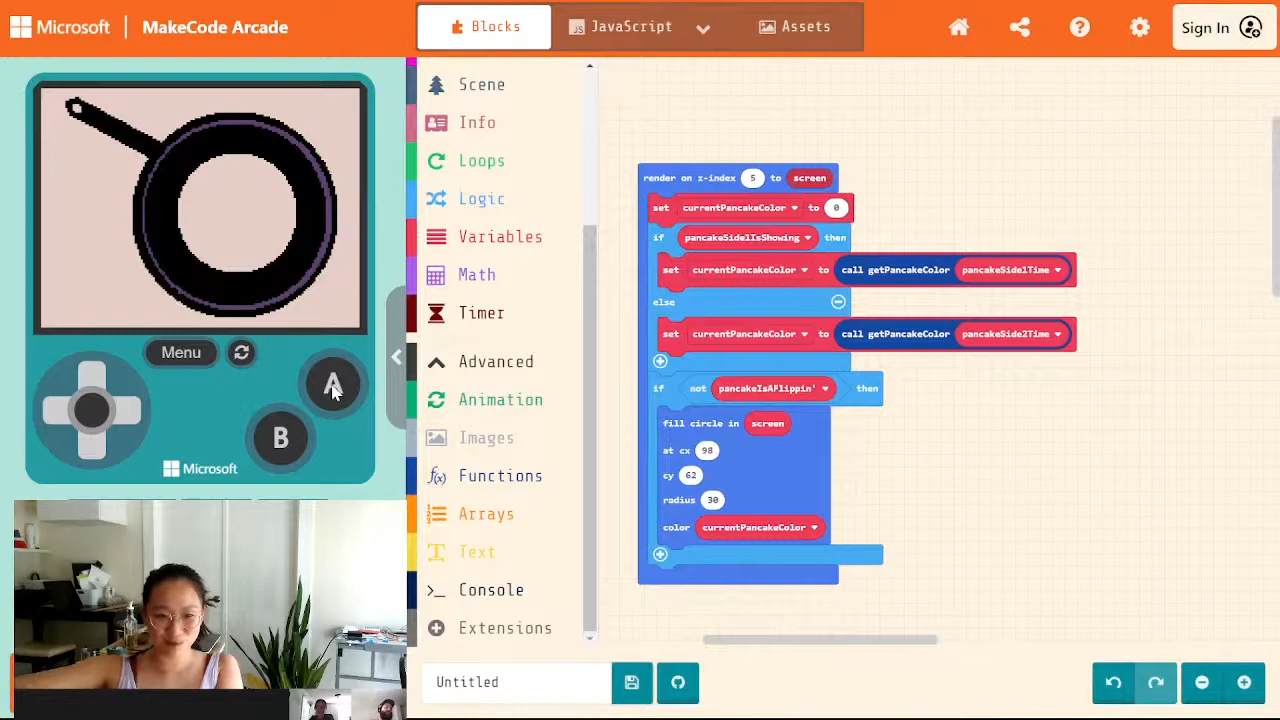 Microsoft | MakeCode Arcade
Blocks
JavaScript
Assets
Sign In
Menu
A
B
Microsoft
Scene
Info
Loops
Logic
Variables
Math
Timer
Advanced
Animation
Images
Functions
Arrays
Text
Console
Extensions
render on z-index 5 to screen
set currentPancakeColor to 0
if pancakeSide1IsShowing then
set currentPancakeColor to call getPancakeColor pancakeSide1Time
else
set currentPancakeColor to call getPancakeColor pancakeSide2Time
if not pancakeIsAFlippin' then
fill circle in screen
at cx 98
cy 62
radius 30
color currentPancakeColor
Untitled